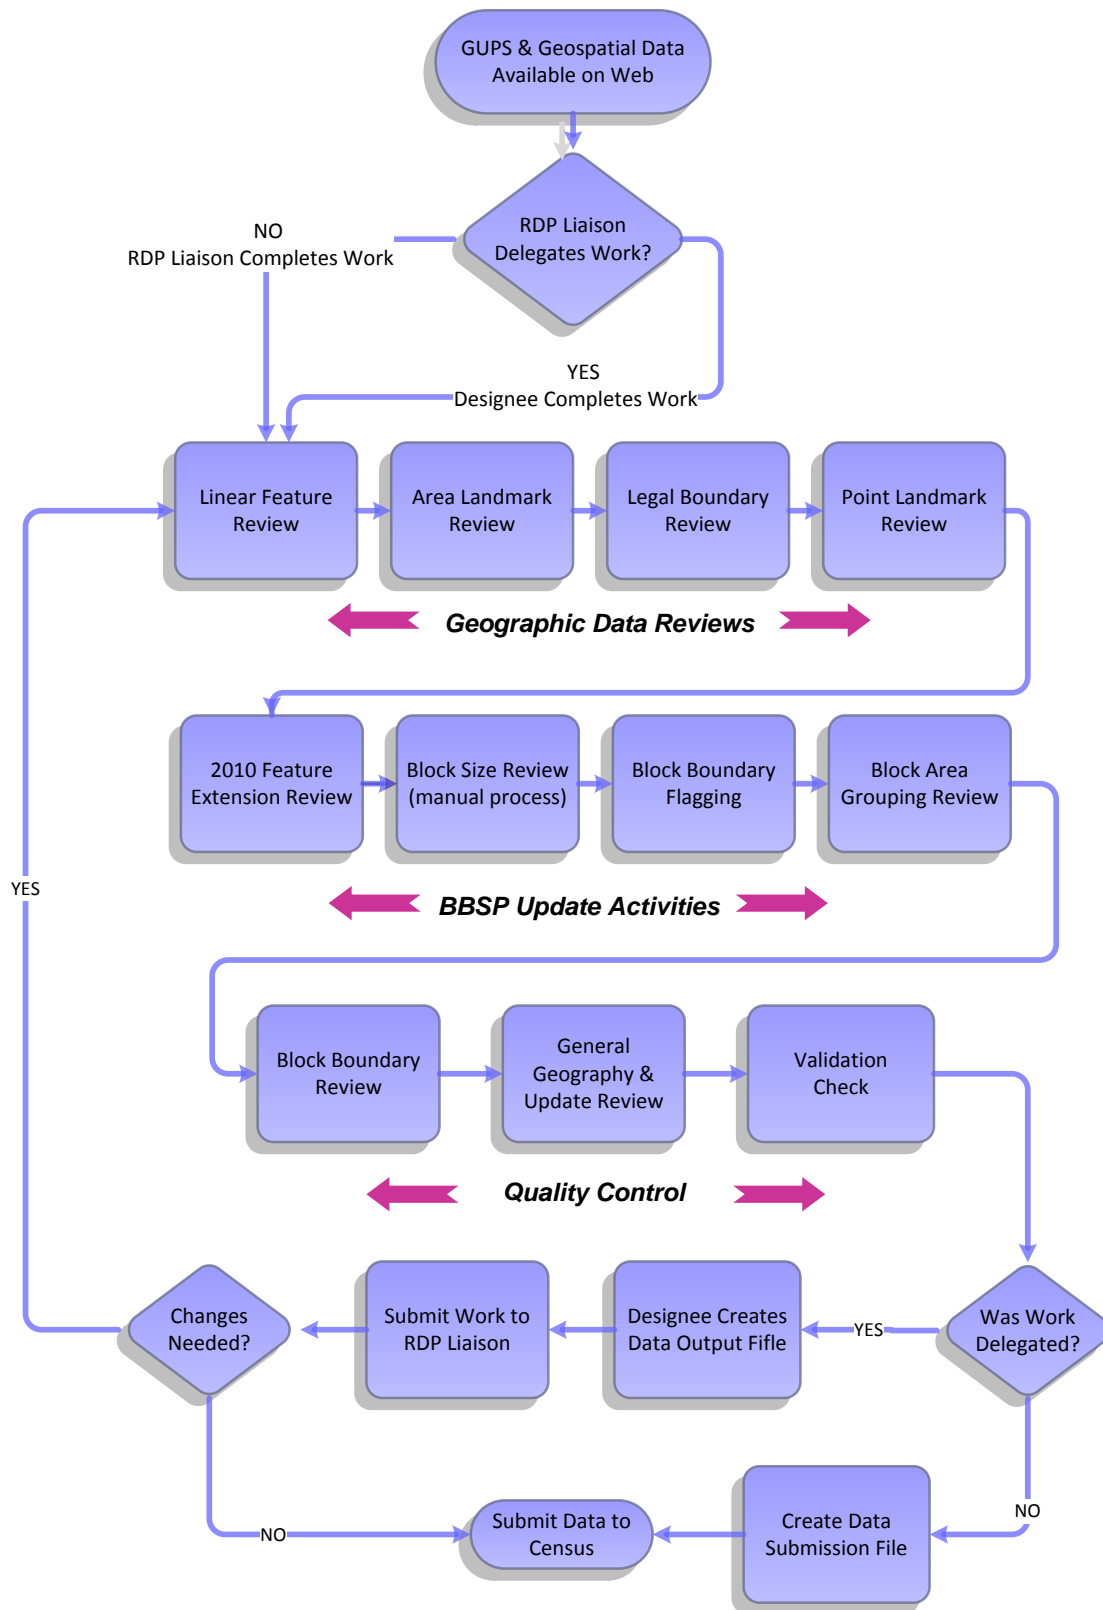 GUPS & Geospatial Data
Available on Web
RDP Liaison
Delegates Work?
NO
RDP Liaison Completes Work
YES
Designee Completes Work
Linear Feature
Review
Area Landmark
Review
Legal Boundary
Review
Point Landmark
Review
Geographic Data Reviews
2010 Feature
Extension Review
Block Size Review
(manual process)
Block Boundary
Flagging
Block Area
Grouping Review
YES
BBSP Update Activities
Block Boundary
Review
General
Geography &
Update Review
Validation
Check
Quality Control
Changes
Needed?
Submit Work to
RDP Liaison
Designee Creates
Data Output Fifle
YES
Was Work
Delegated?
NO
Submit Data to
Census
Create Data
Submission File
NO